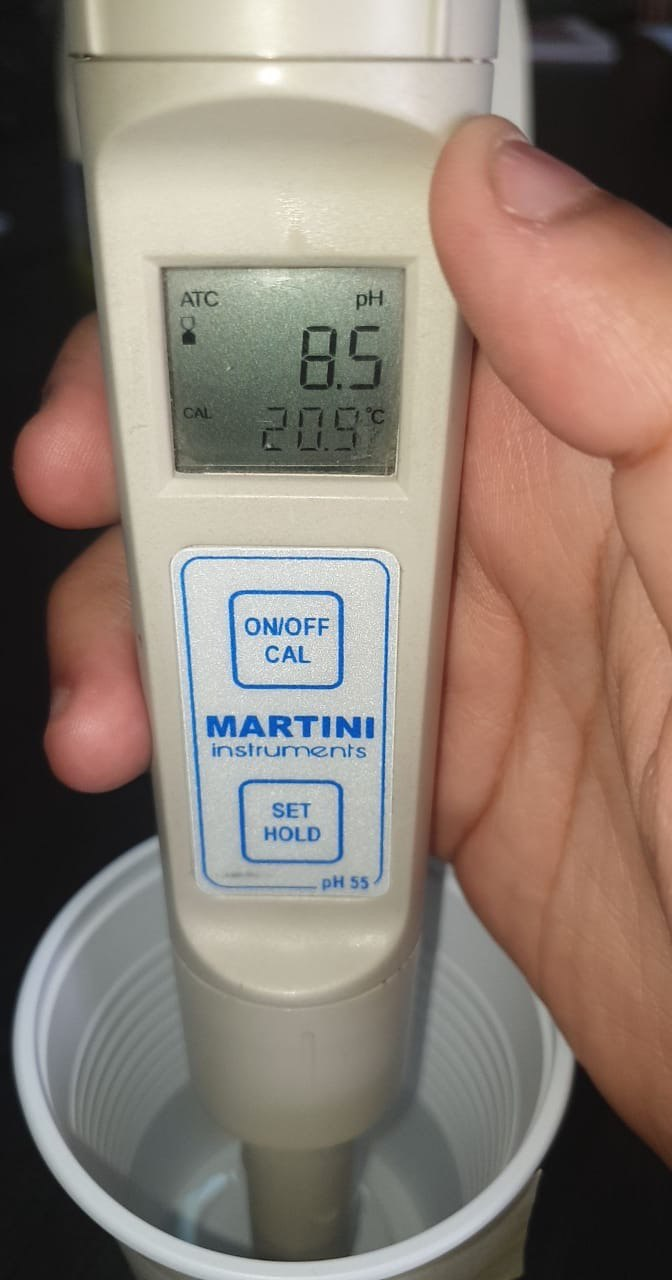 ATC pH
8.5
CAL 20.9 °C
ON/OFF
CAL
MARTINI
instruments
SET
HOLD
pH 55